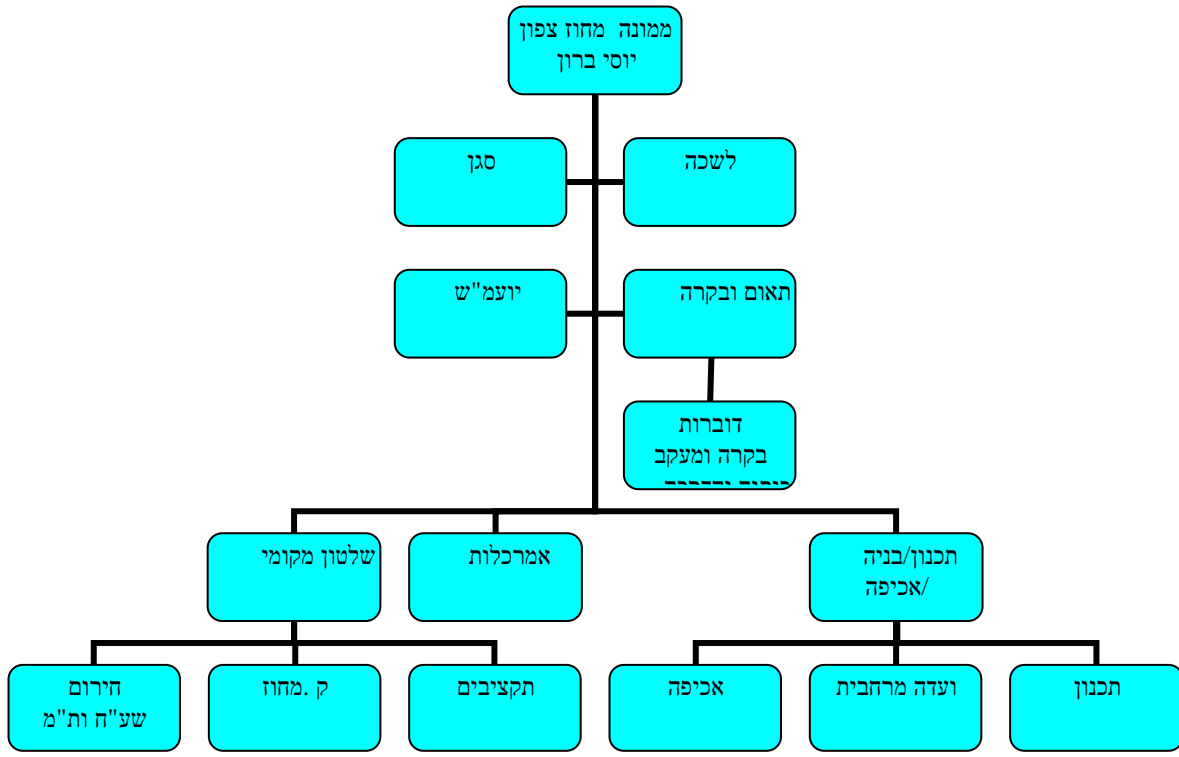 ממונה מחוז צפון
יוסי ברון
לשכה
סגן
תאום ובקרה
יועמ"ש
דוברות
בקרה ומעקב
תכנון/בניה
/אכיפה
אמרכלות
שלטון מקומי
תכנון
ועדה מרחבית
אכיפה
תקציבים
ק .מחוז
חירום
שע"ח ות"מ